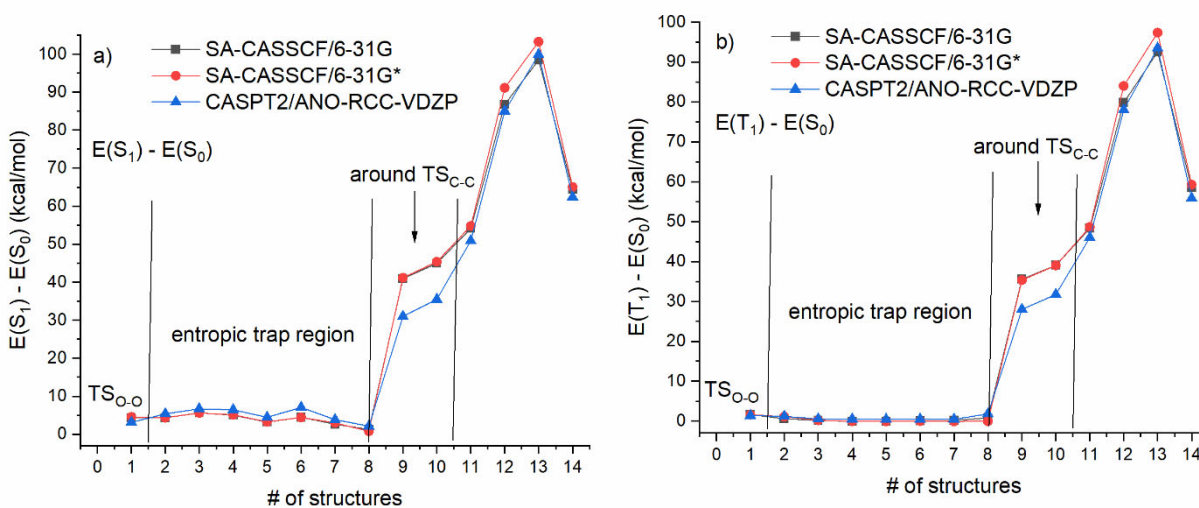 a)
SA-CASSCF/6-31G
SA-CASSCF/6-31G*
CASPT2/ANO-RCC-VDZP
E(S₁) - E(S₀)
around TS_C-C
entropic trap region
TS_O-O
E(S₁) - E(S₀) (kcal/mol)
100
90
80
70
60
50
40
30
20
10
0
0 1 2 3 4 5 6 7 8 9 10 11 12 13 14
# of structures
b)
SA-CASSCF/6-31G
SA-CASSCF/6-31G*
CASPT2/ANO-RCC-VDZP
E(T₁) - E(S₀)
around TS_C-C
entropic trap region
TS_O-O
E(T₁) - E(S₀) (kcal/mol)
100
90
80
70
60
50
40
30
20
10
0
0 1 2 3 4 5 6 7 8 9 10 11 12 13 14
# of structures